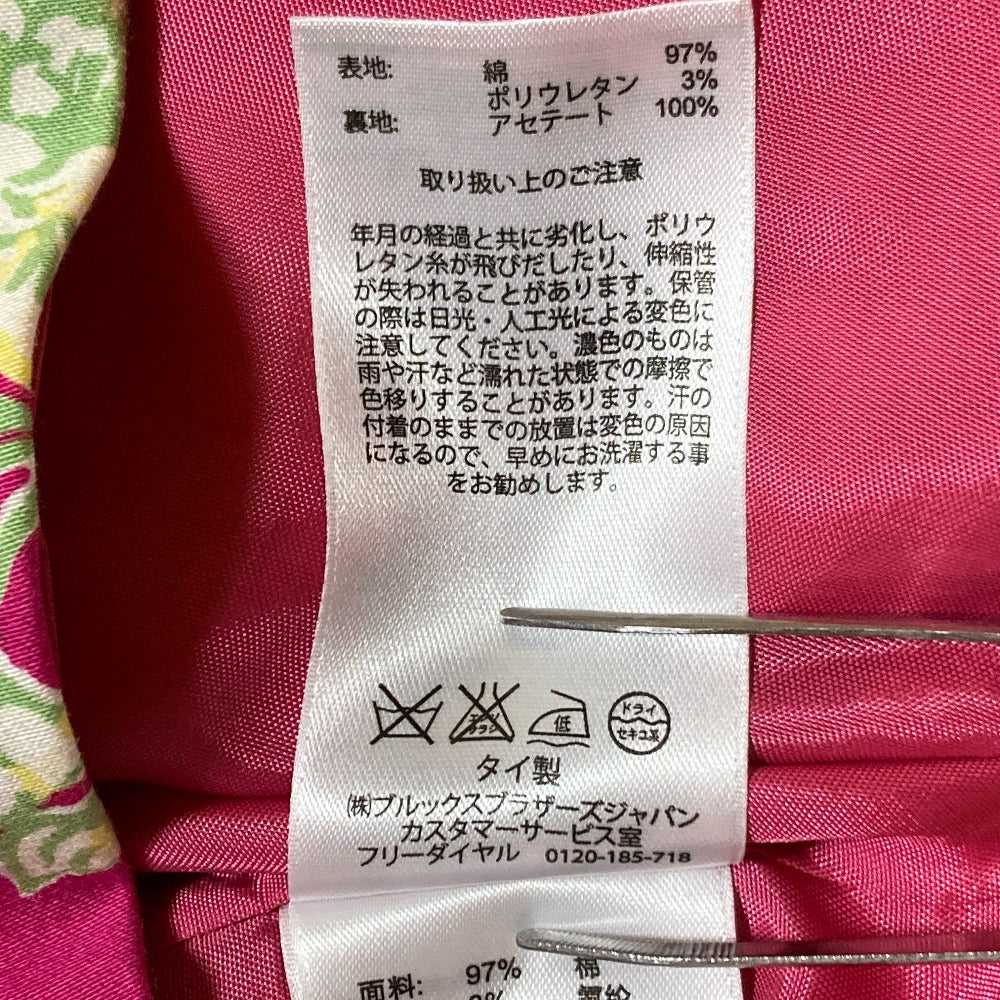 表地: 綿 97%
ポリウレタン 3%
裏地: アセテート 100%
取り扱い上のご注意
年月の経過と共に劣化し、ポリウ
レタン糸が飛びだしたり、伸縮性
が失われることがあります。保管
の際は日光・人工光による変色に
注意してください。濃色のものは
雨や汗など濡れた状態での摩擦で
色移りすることがあります。汗の
付着のままでの放置は変色の原因
になるので、早めにお洗濯する事
をお勧めします。
エンソ サラシ 低 ドライ
セキユ系
タイ製
(株)ブルックスブラザーズジャパン
カスタマーサービス室
フリーダイヤル 0120-185-718
面料: 97% 棉